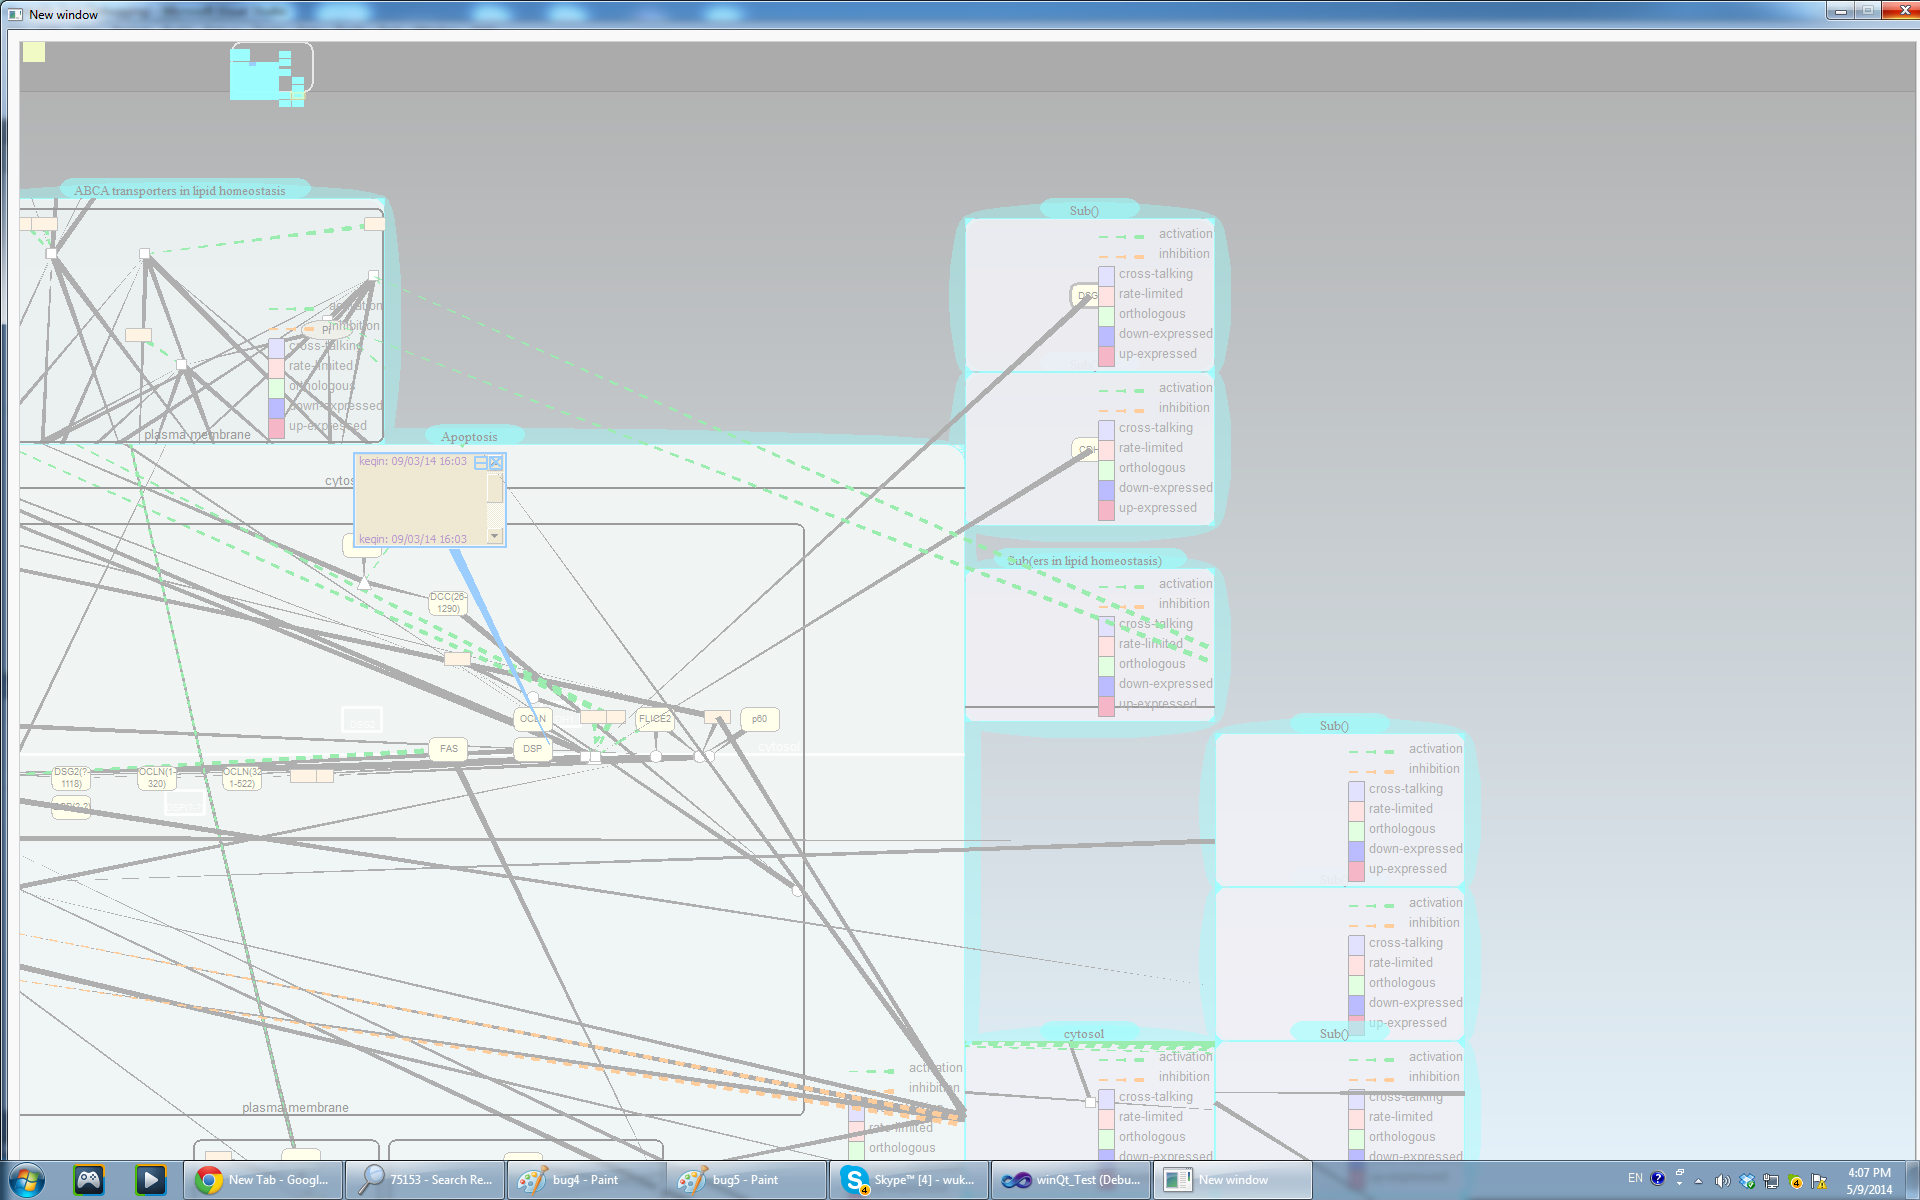 New window
ABCA transporters in lipid homeostasis
activation
inhibition
PI
cross-talking
rate-limited
orthologous
down-expressed
up-expressed
plasma membrane
Sub()
activation
inhibition
cross-talking
DSG
rate-limited
orthologous
down-expressed
up-expressed
activation
inhibition
cross-talking
rate-limited
orthologous
down-expressed
up-expressed
Apoptosis
keqin: 09/03/14 16:03
keqin: 09/03/14 16:03
Sub(ers in lipid homeostasis)
activation
inhibition
cross-talking
rate-limited
orthologous
down-expressed
up-expressed
DCC(26-
1290)
OCLN
FLICE2
p60
FAS
DSP
cytosol
DSG2(?-
1118)
OCLN(1-
320)
OCLN(32
1-522)
Sub()
activation
inhibition
cross-talking
rate-limited
orthologous
down-expressed
up-expressed
activation
inhibition
cross-talking
rate-limited
orthologous
down-expressed
up-expressed
cytosol
Sub()
activation
inhibition
cross-talking
rate-limited
orthologous
down-expressed
activation
inhibition
cross-talking
rate-limited
orthologous
down-expressed
activation
inhibition
rate-limited
orthologous
plasma membrane
New Tab - Googl...
75153 - Search Re...
bug4 - Paint
bug5 - Paint
Skype™ [4] - wuk...
winQt_Test (Debu...
New window
EN
4:07 PM
5/9/2014